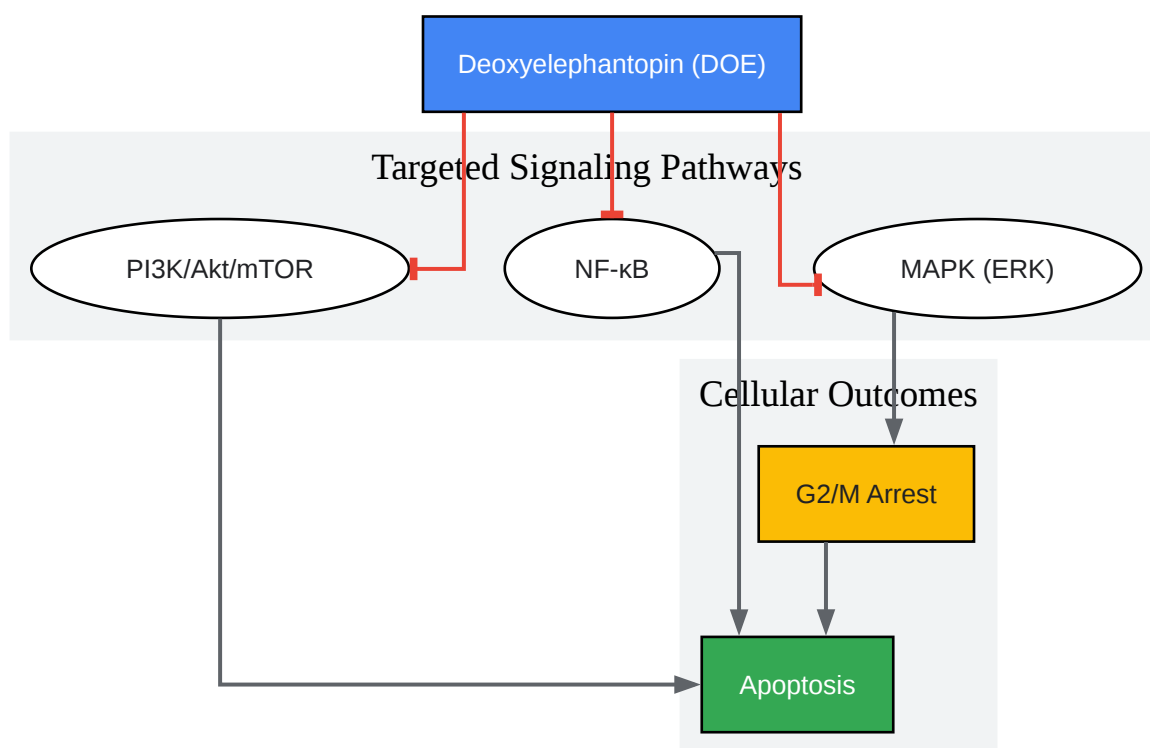 Deoxyelephantopin (DOE)
Targeted Signaling Pathways
PI3K/Akt/mTOR
NF-κB
MAPK (ERK)
Cellular Outcomes
G2/M Arrest
Apoptosis